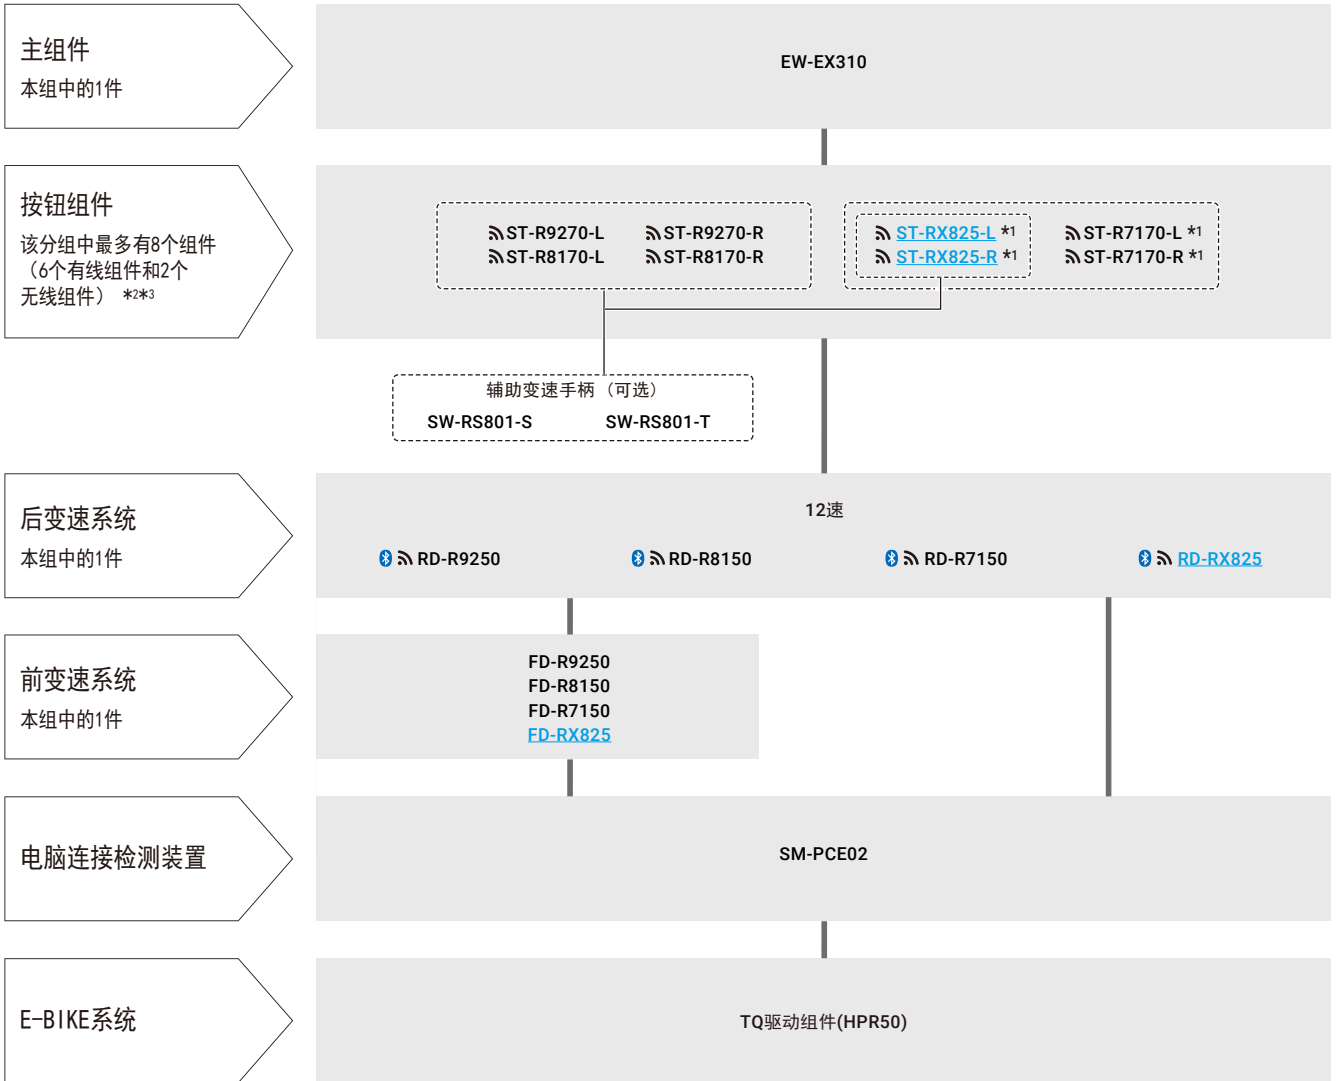 主组件
本组中的1件
EW-EX310
按钮组件
该分组中最多有8个组件
（6个有线组件和2个
无线组件） *2*3
ST-R9270-L ST-R9270-R ST-RX825-L *1 ST-R7170-L *1
ST-R8170-L ST-R8170-R ST-RX825-R *1 ST-R7170-R *1
辅助变速手柄（可选）
SW-RS801-S SW-RS801-T
后变速系统
本组中的1件
12速
RD-R9250 RD-R8150 RD-R7150 RD-RX825
前变速系统
本组中的1件
FD-R9250
FD-R8150
FD-R7150
FD-RX825
电脑连接检测装置
SM-PCE02
E-BIKE系统
TQ驱动组件(HPR50)